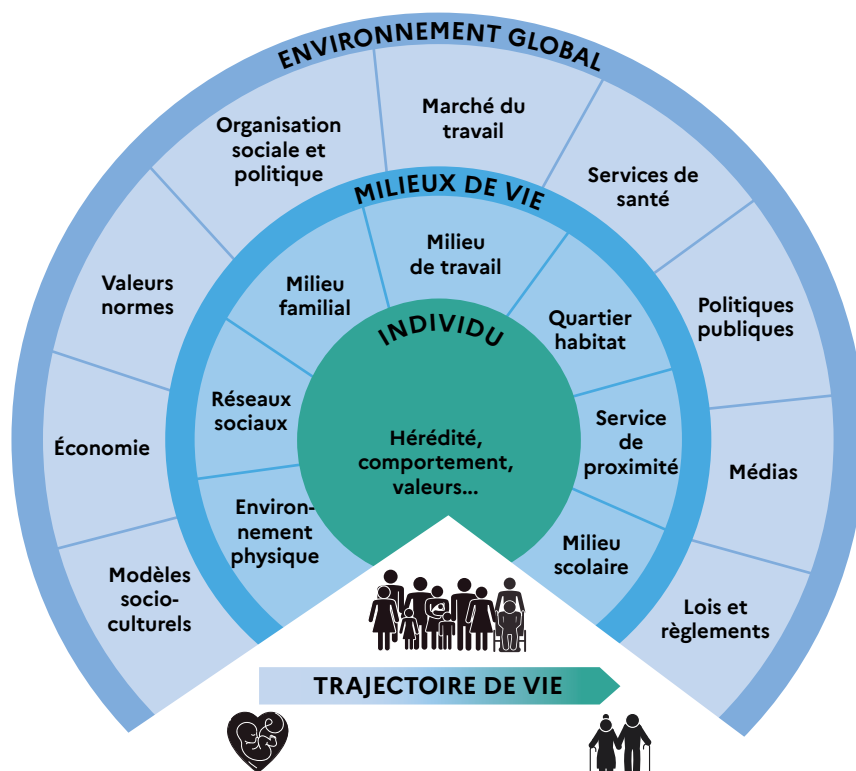 ENVIRONNEMENT GLOBAL
Organisation
sociale et
politique
Marché du
travail
Services de
santé
Valeurs
normes
Politiques
publiques
Économie
Médias
Modèles
socio-
culturels
Lois et
règlements
MILIEUX DE VIE
Milieu
familial
Milieu
de travail
Quartier
habitat
Réseaux
sociaux
Service
de
proximité
Environ-
nement
physique
Milieu
scolaire
INDIVIDU
Hérédité,
comportement,
valeurs...
TRAJECTOIRE DE VIE